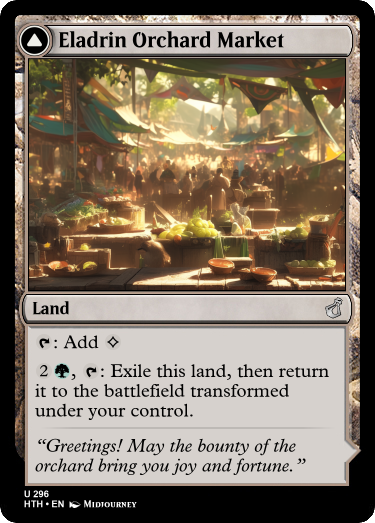 Eladrin Orchard Market
Land
: Add
2 , : Exile this land, then return
it to the battlefield transformed
under your control.
“Greetings! May the bounty of the
orchard bring you joy and fortune.”
U 296
HTH • EN Midjourney